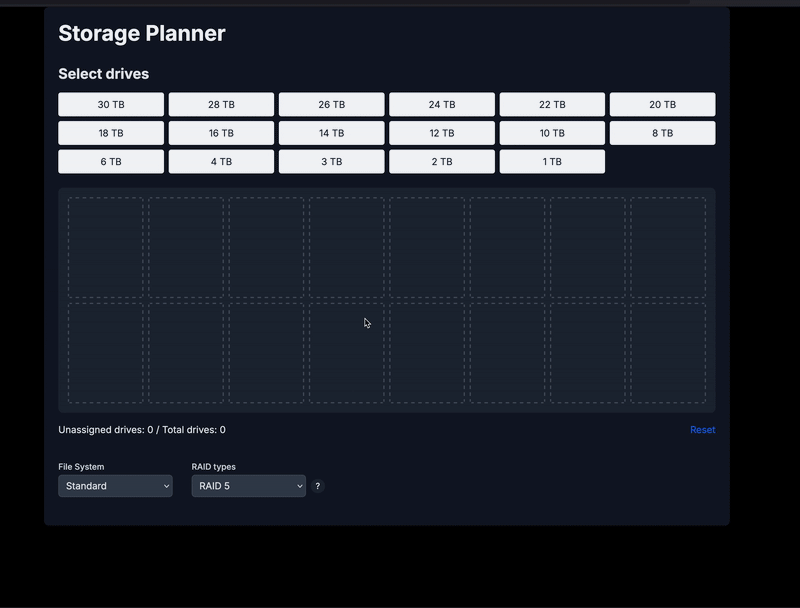 Storage Planner
Select drives
30 TB 28 TB 26 TB 24 TB 22 TB 20 TB
18 TB 16 TB 14 TB 12 TB 10 TB 8 TB
6 TB 4 TB 3 TB 2 TB 1 TB
Unassigned drives: 0 / Total drives: 0 Reset
File System RAID types
Standard RAID 5 ?